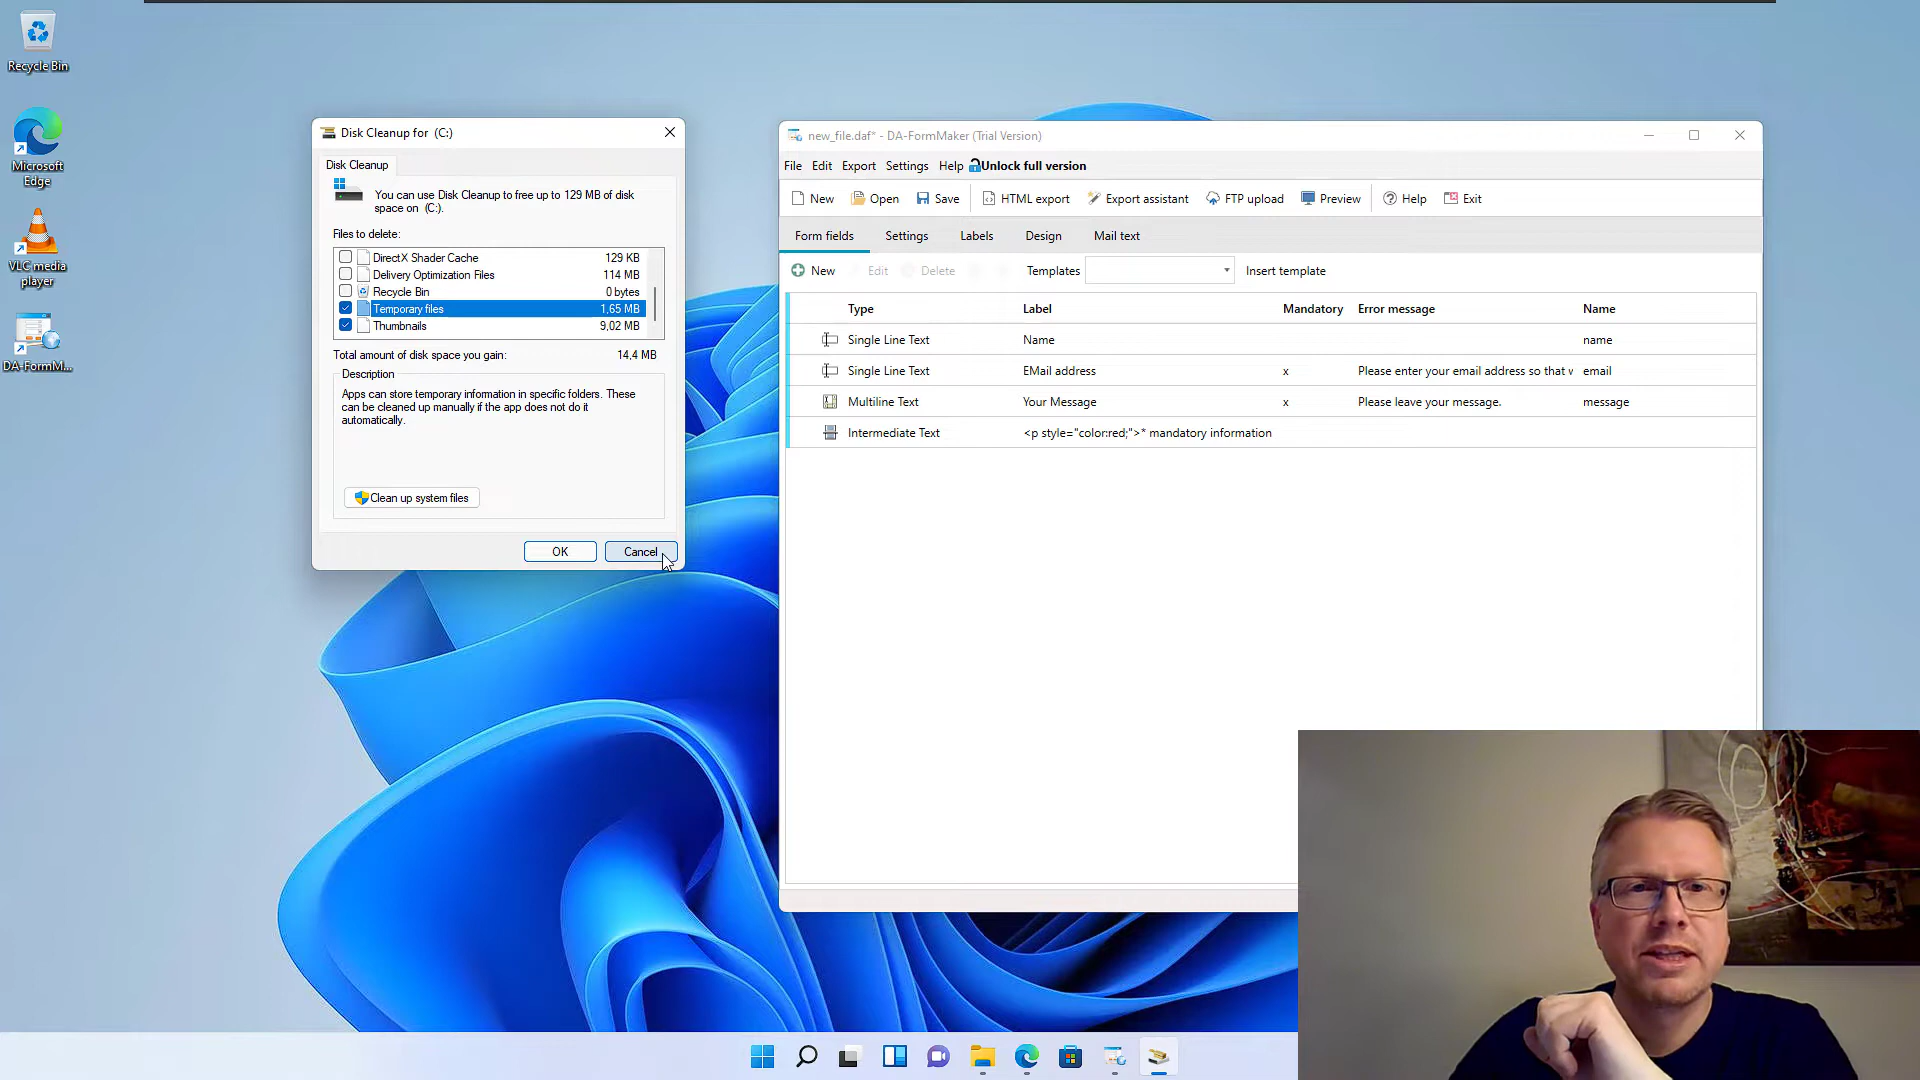 Recycle Bin
Microsoft
Edge
VLC media
player
DA-FormM...
Disk Cleanup for (C:)
Disk Cleanup
You can use Disk Cleanup to free up to 129 MB of disk
space on (C:).
Files to delete:
DirectX Shader Cache 129 KB
Delivery Optimization Files 114 MB
Recycle Bin 0 bytes
Temporary files 1,65 MB
Thumbnails 9,02 MB
Total amount of disk space you gain: 14,4 MB
Description
Apps can store temporary information in specific folders. These
can be cleaned up manually if the app does not do it
automatically.
Clean up system files
OK Cancel
new_file.daf* - DA-FormMaker (Trial Version)
File Edit Export Settings Help Unlock full version
New Open Save HTML export Export assistant FTP upload Preview Help Exit
Form fields Settings Labels Design Mail text
New Edit Delete Templates Insert template
Type Label Mandatory Error message Name
Single Line Text Name name
Single Line Text EMail address x Please enter your email address so that email
Multiline Text Your Message x Please leave your message. message
Intermediate Text <p style="color:red;">* mandatory information